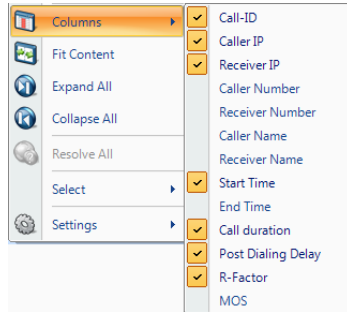 Columns
Fit Content
Expand All
Collapse All
Resolve All
Select
Settings
Call-ID
Caller IP
Receiver IP
Caller Number
Receiver Number
Caller Name
Receiver Name
Start Time
End Time
Call duration
Post Dialing Delay
R-Factor
MOS